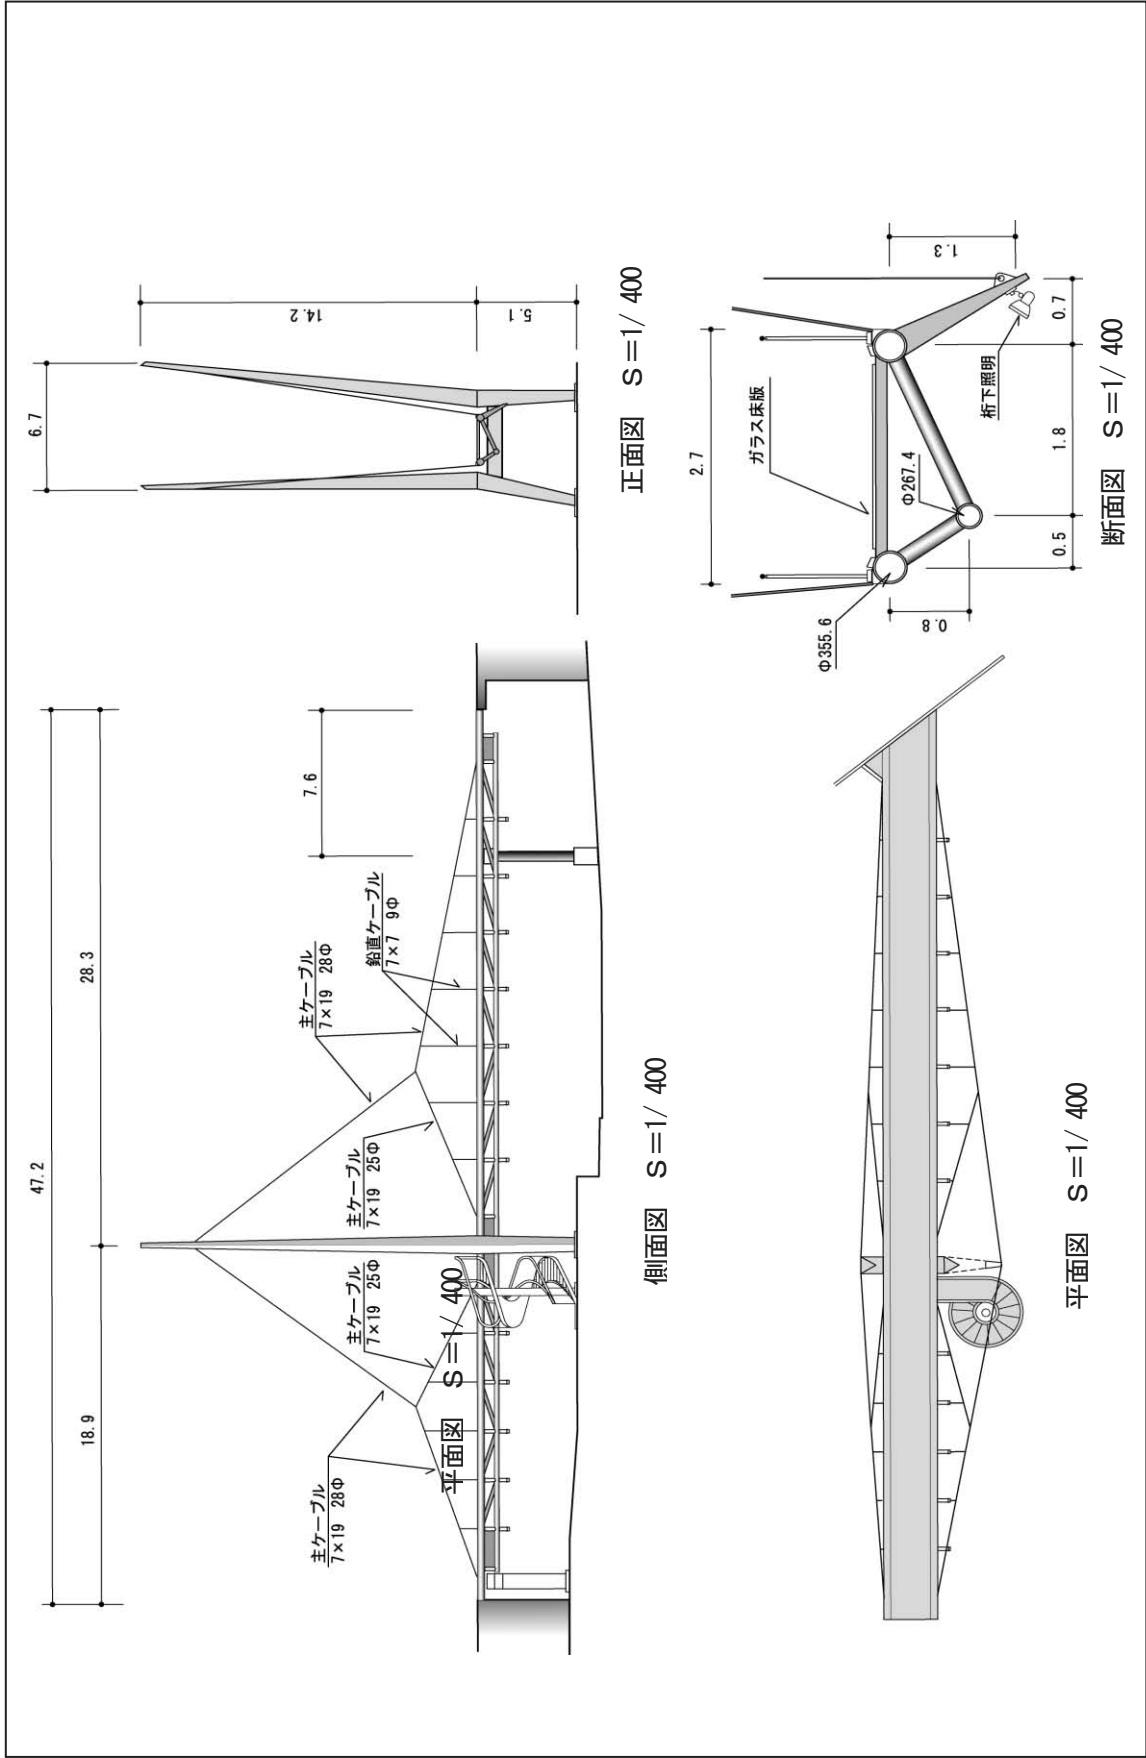 47.2
18.9
28.3
主ケーブル
7×19 28Φ
主ケーブル
7×19 25Φ
主ケーブル
7×19 25Φ
主ケーブル
7×19 28Φ
鉛直ケーブル
7×7 9Φ
7.6
平面図 S=1/400
側面図 S=1/400
6.7
14.2
5.1
正面図 S=1/400
平面図 S=1/400
2.7
ガラス床版
Φ355.6
Φ267.4
桁下照明
0.8
1.3
0.5
1.8
0.7
断面図 S=1/400